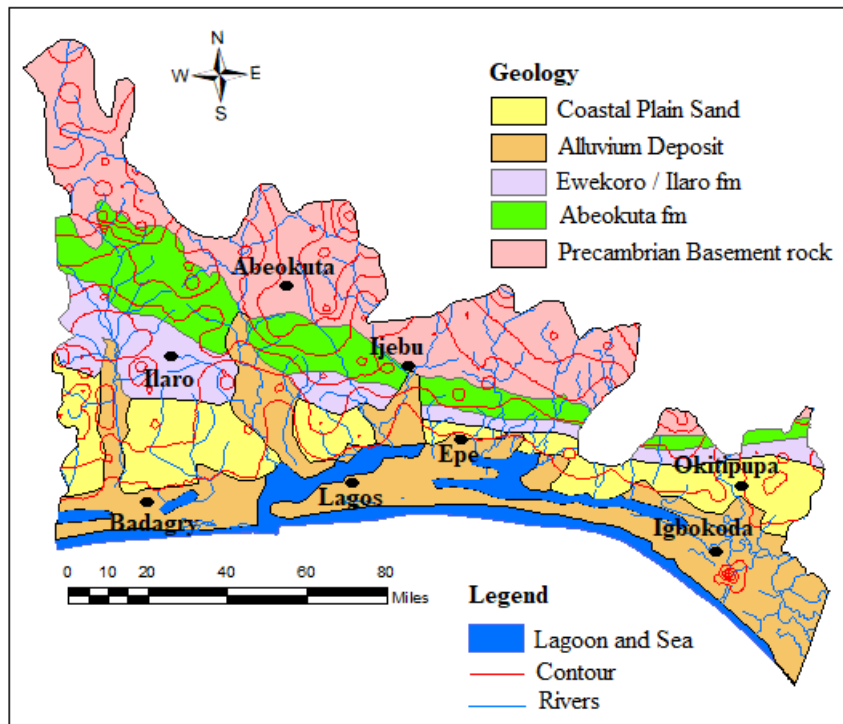 N
W E
S
Geology
Coastal Plain Sand
Alluvium Deposit
Ewekoro / Ilaro fm
Abeokuta fm
Precambrian Basement rock
Abeokuta
Ijebu
Ilaro
Epe
Okitipupa
Lagos
Badagry
Igbokoda
0 10 20 40 60 80
Miles
Legend
Lagoon and Sea
Contour
Rivers